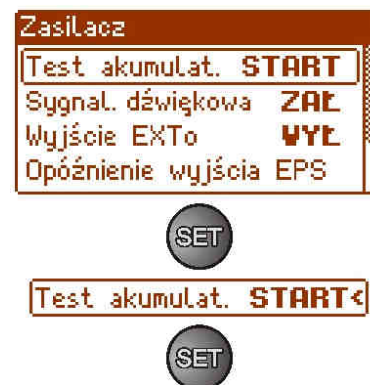 Zasilacz
Test akumulat. START
Sygnal. dźwiękowa ZAŁ
Wyjście EXTo WYŁ
Opóźnienie wyjścia EPS
SET
Test akumulat. START<
SET